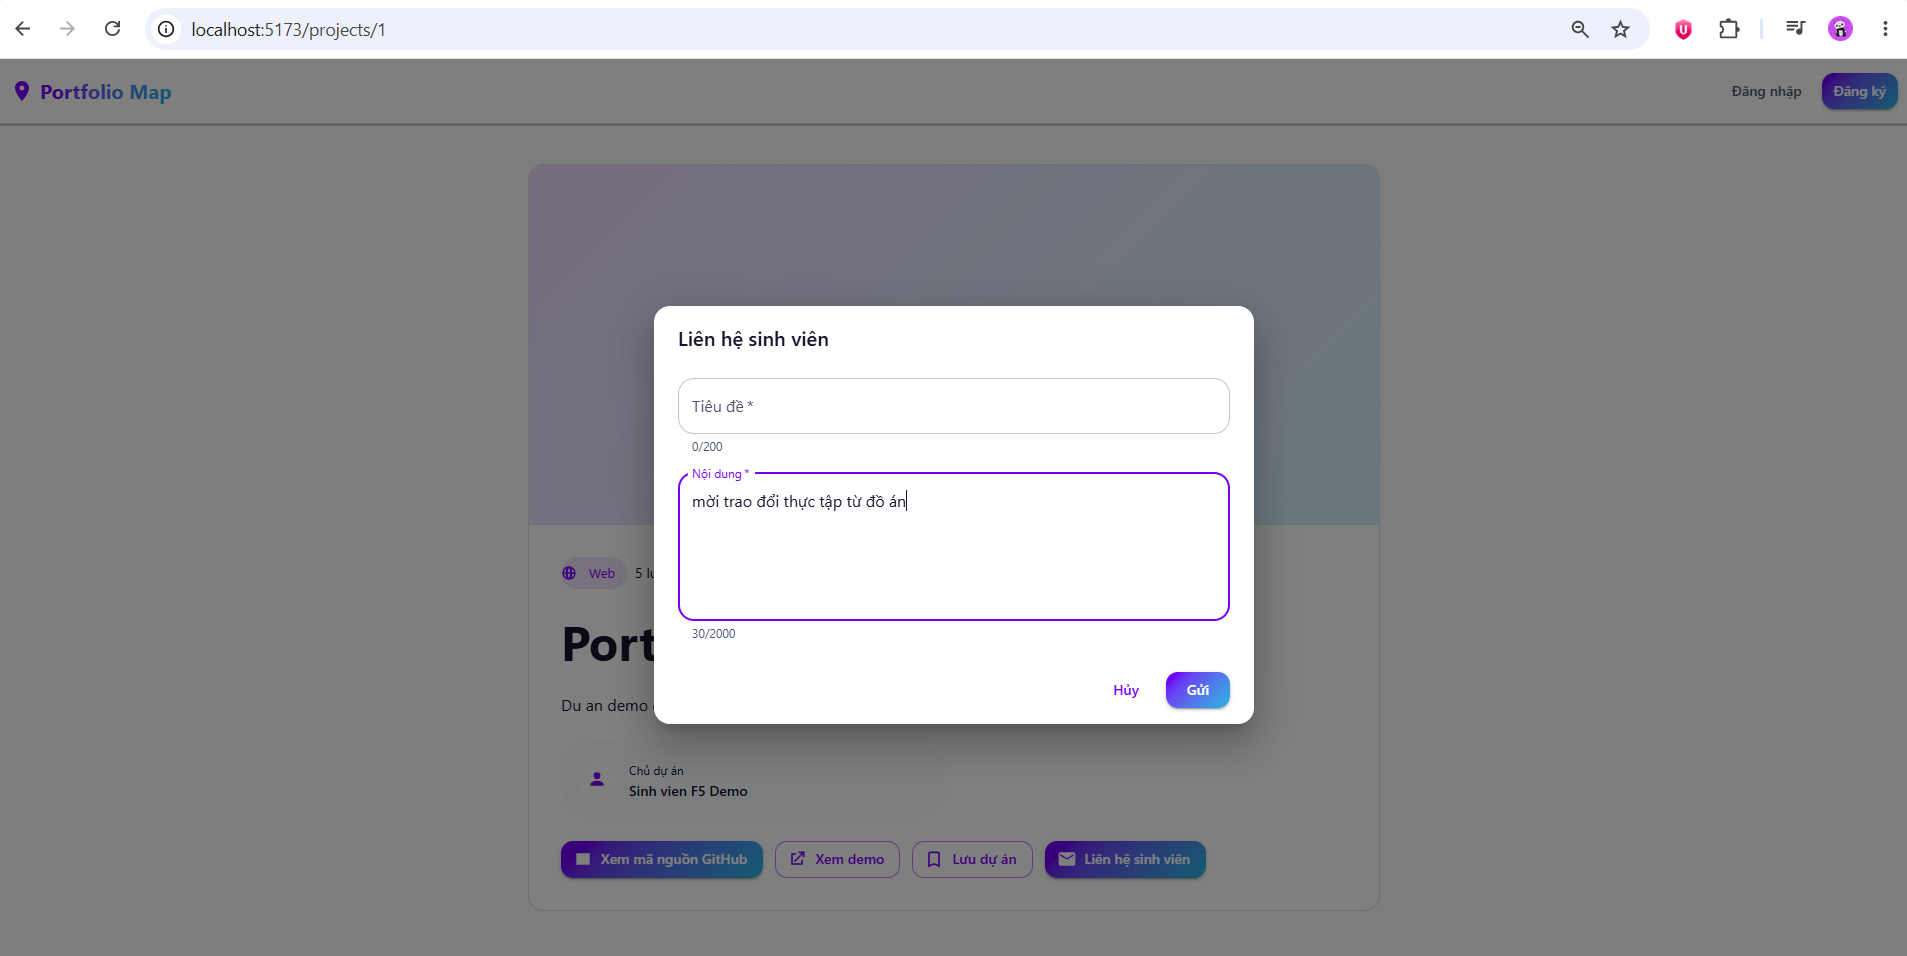 localhost:5173/projects/1
Portfolio Map
Đăng nhập
Đăng ký
Liên hệ sinh viên
Tiêu đề *
0/200
Nội dung *
mời trao đổi thực tập từ đồ án
30/2000
Hủy
Gửi
Web
5 lư
Port
Du an demo
Chủ dự án
Sinh vien F5 Demo
Xem mã nguồn GitHub
Xem demo
Lưu dự án
Liên hệ sinh viên